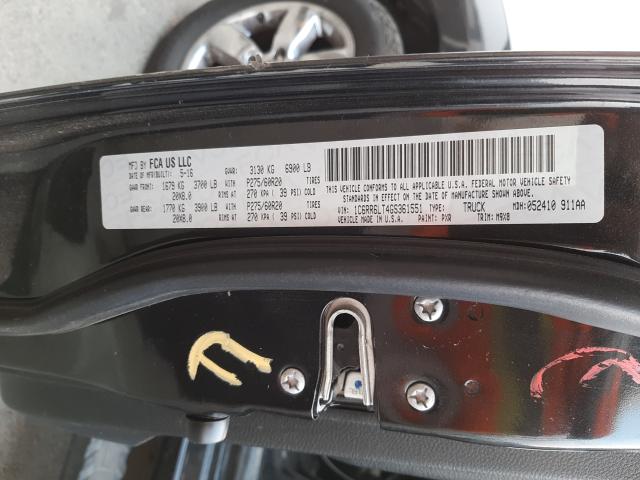 MFD BY FCA US LLC
DATE OF MFR/BUILT: 5-16 GVWR: 3130 KG 6900 LB
GAWR FRONT: 1679 KG 3700 LB WITH P275/60R20 TIRES
20X8.0 RIMS AT 270 KPA ( 39 PSI) COLD
GAWR REAR: 1770 KG 3900 LB WITH P275/60R20 TIRES
20X8.0 RIMS AT 270 KPA ( 39 PSI) COLD
THIS VEHICLE CONFORMS TO ALL APPLICABLE U.S.A. FEDERAL MOTOR VEHICLE SAFETY
STANDARDS IN EFFECT ON THE DATE OF MANUFACTURE SHOWN ABOVE.
VIN: 1C6RR6LT4GS361551 TYPE: TRUCK MDH: 052410 911AA
VEHICLE MADE IN U.S.A. PAINT: PXR TRIM: M9X8